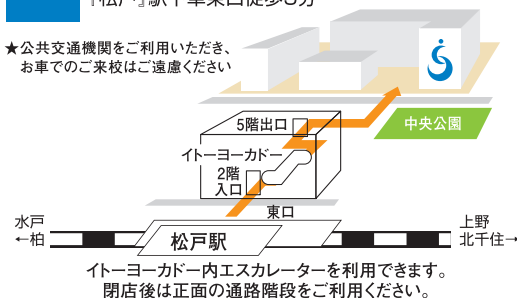 ★公共交通機関をご利用いただき、
お車でのご来校はご遠慮ください
5階出口
中央公園
イトーヨーカドー
2階
入口
東口
水戸
←柏
松戸駅
上野
北千住→
イトーヨーカドー内エスカレーターを利用できます。
閉店後は正面の通路階段をご利用ください。